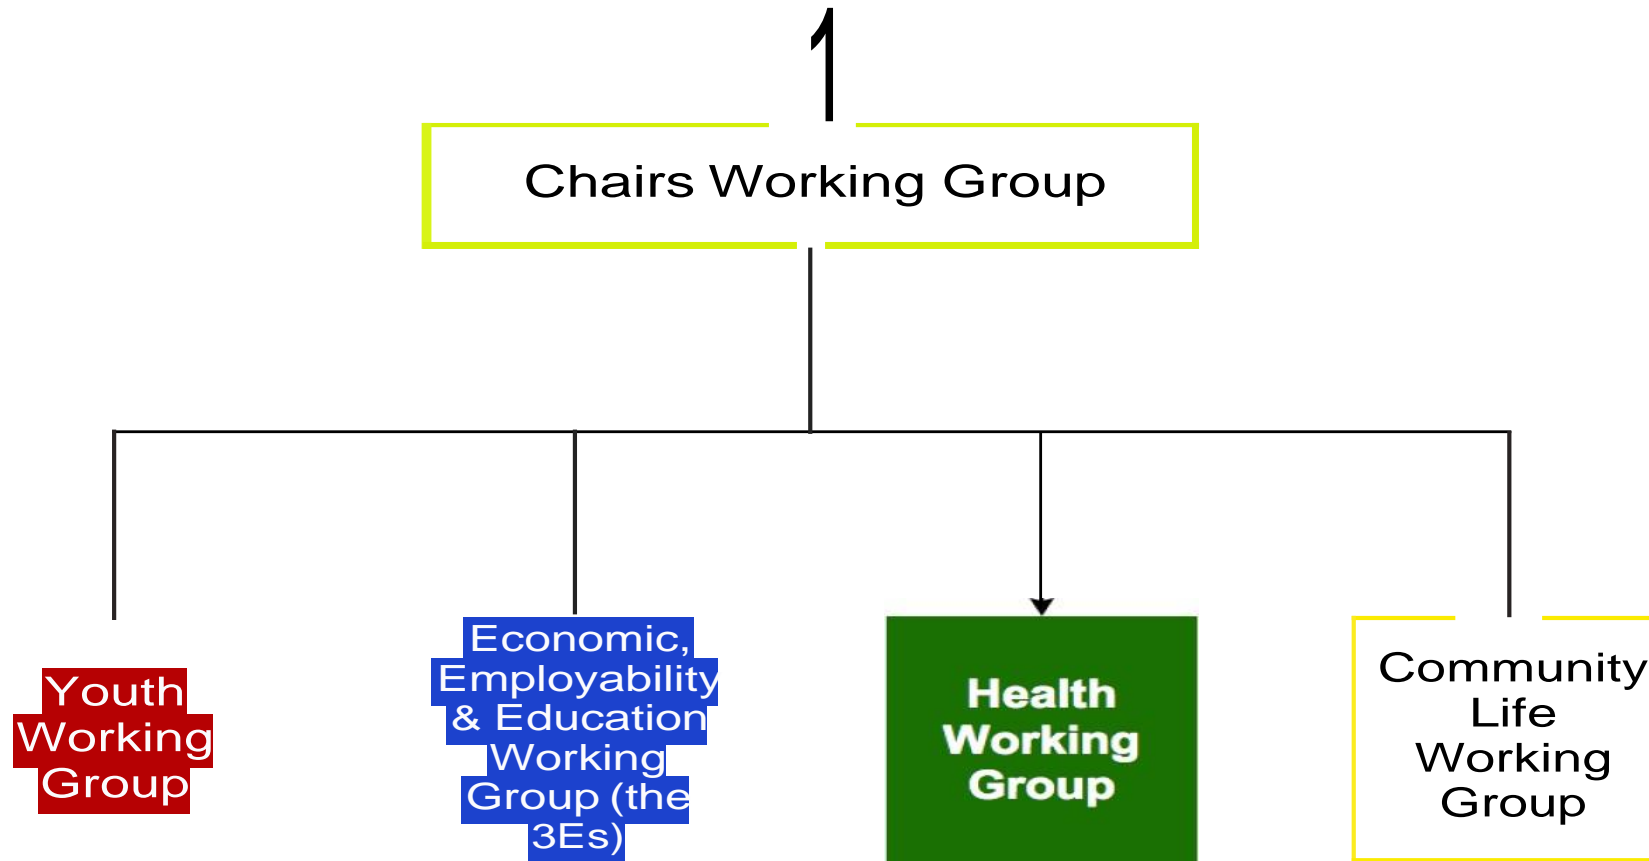 1
Chairs Working Group
Youth
Working
Group
Economic,
Employability
& Education
Working
Group (the
3Es)
Health
Working
Group
Community
Life
Working
Group